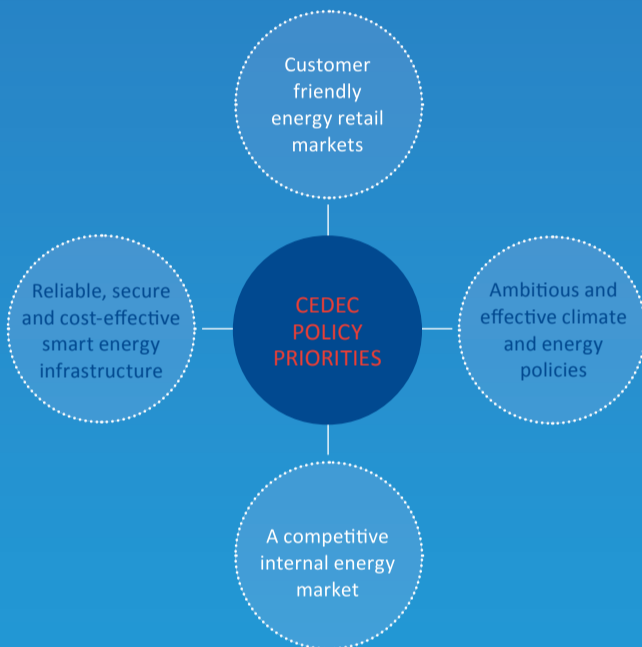 Customer
friendly
energy retail
markets
Reliable, secure
and cost-effective
smart energy
infrastructure
CEDEC
POLICY
PRIORITIES
Ambitious and
effective climate
and energy
policies
A competitive
internal energy
market